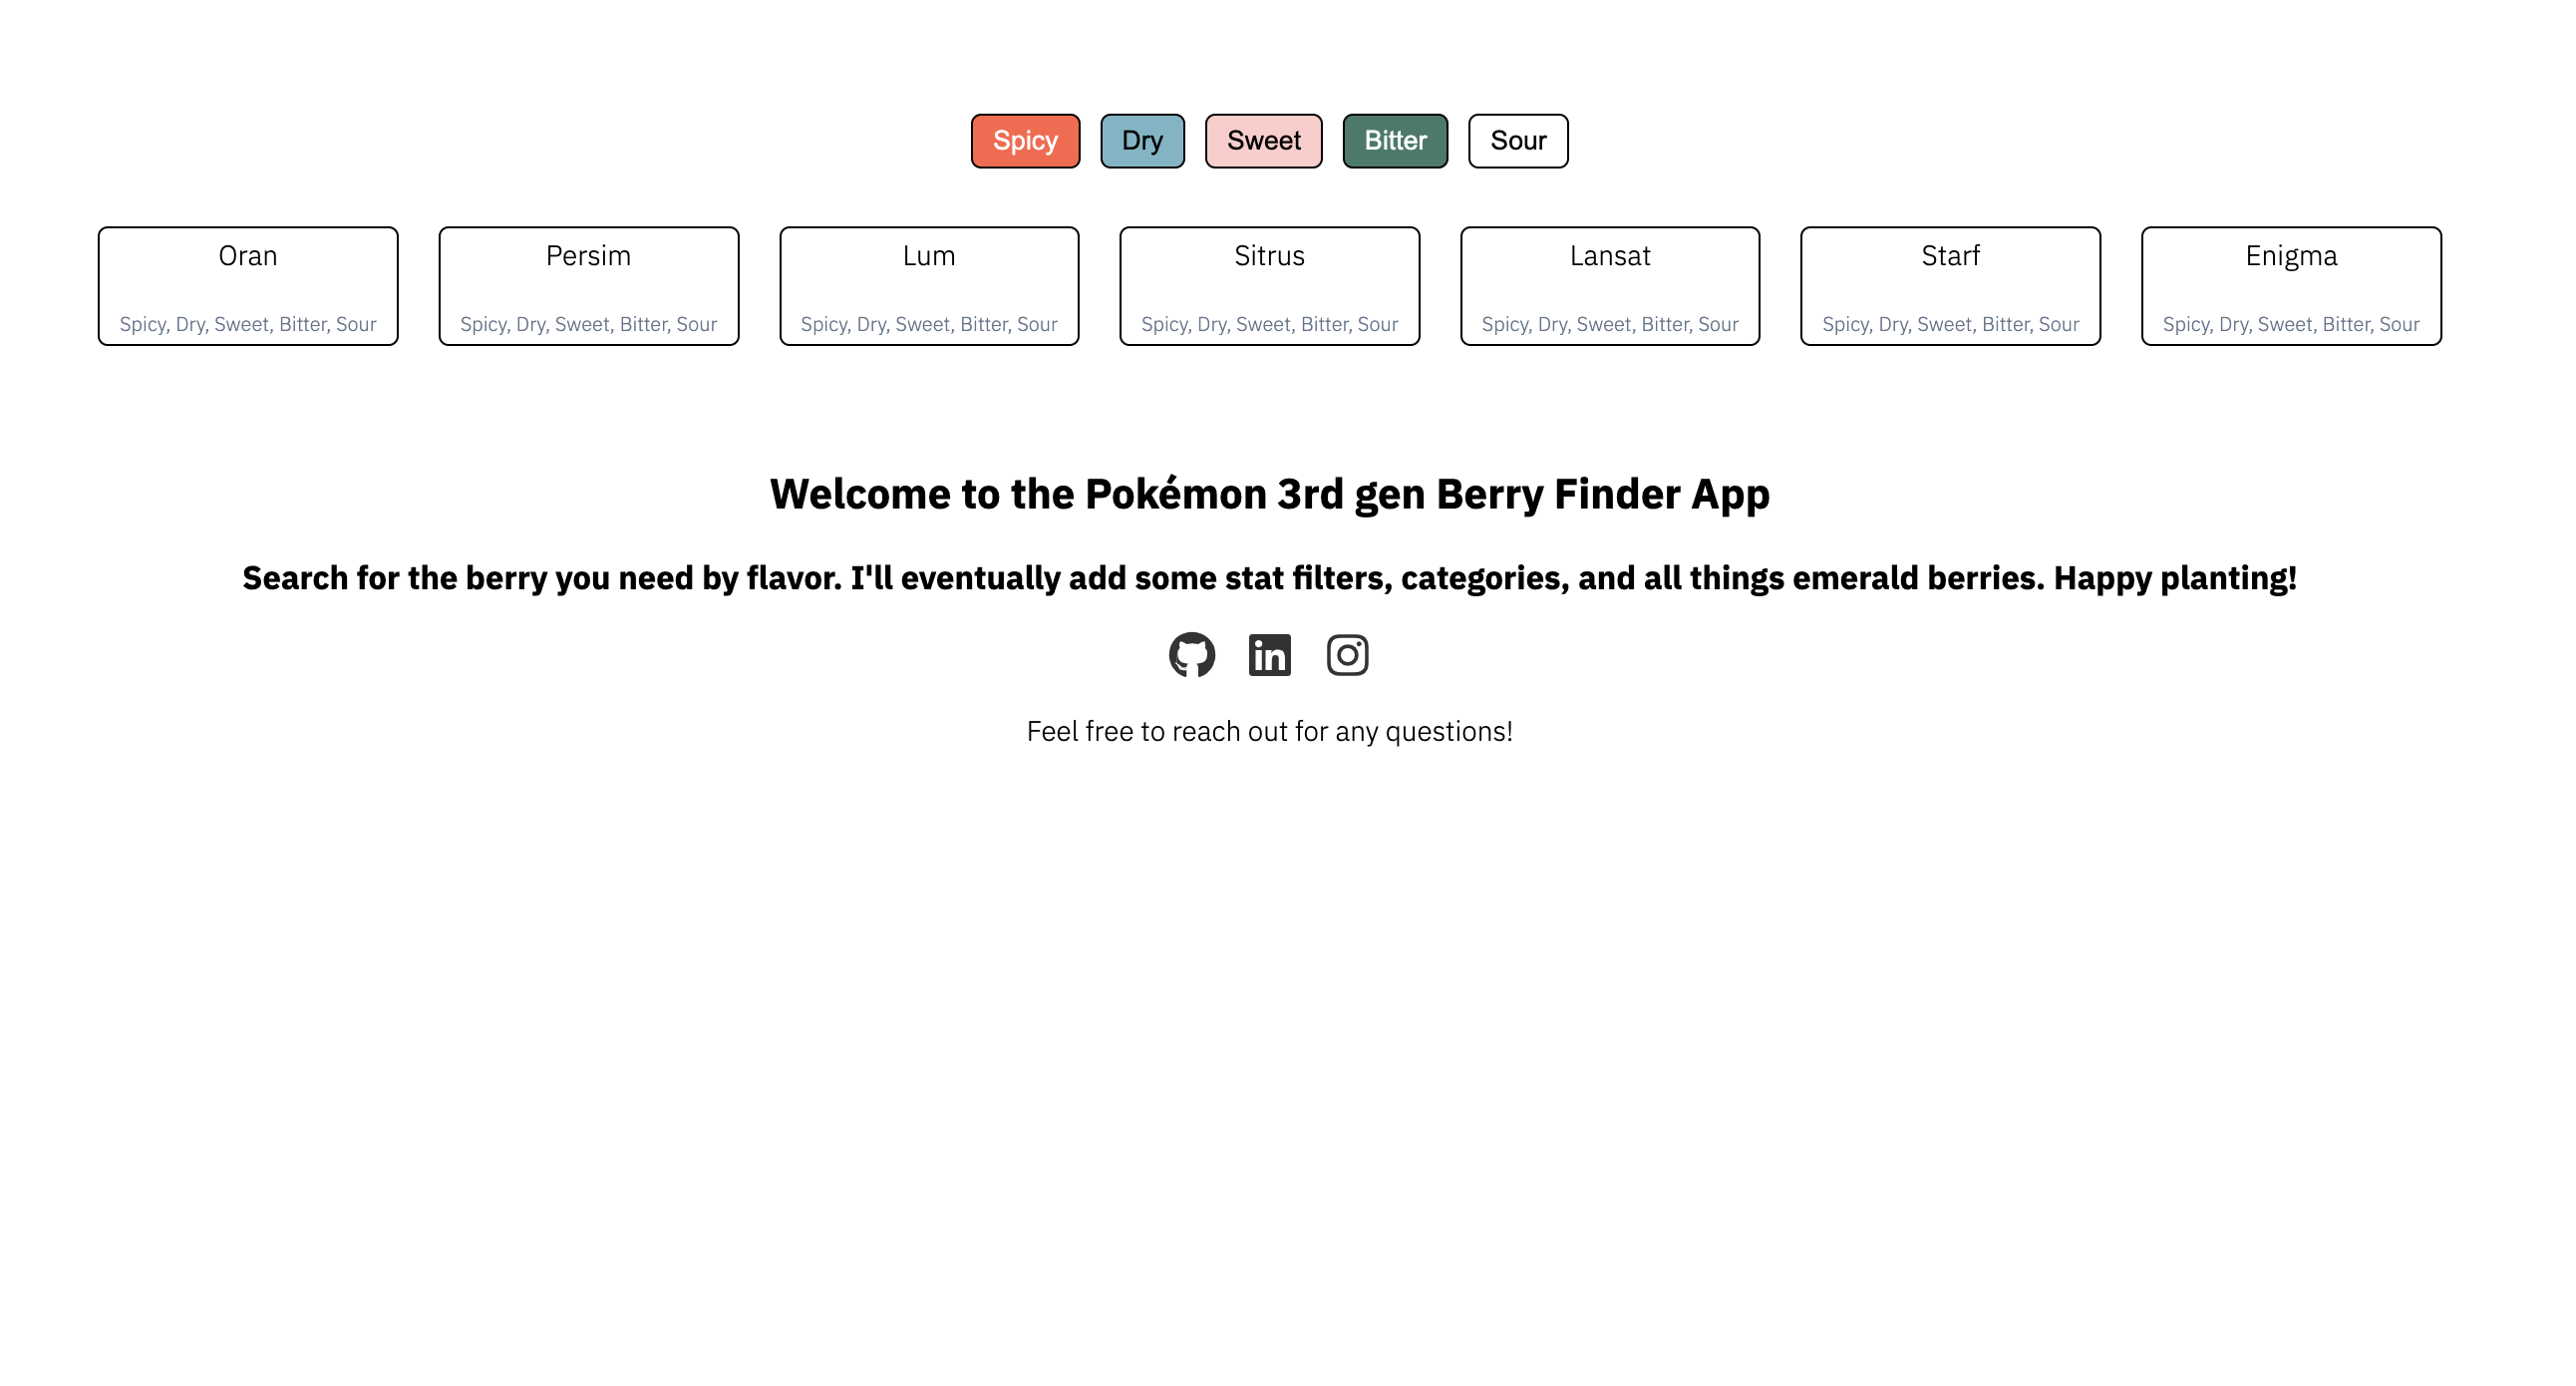 Spicy Dry Sweet Bitter Sour
Oran Persim Lum Sitrus Lansat Starf Enigma
Spicy, Dry, Sweet, Bitter, Sour Spicy, Dry, Sweet, Bitter, Sour Spicy, Dry, Sweet, Bitter, Sour Spicy, Dry, Sweet, Bitter, Sour Spicy, Dry, Sweet, Bitter, Sour Spicy, Dry, Sweet, Bitter, Sour Spicy, Dry, Sweet, Bitter, Sour
Welcome to the Pokémon 3rd gen Berry Finder App
Search for the berry you need by flavor. I'll eventually add some stat filters, categories, and all things emerald berries. Happy planting!
in
Feel free to reach out for any questions!